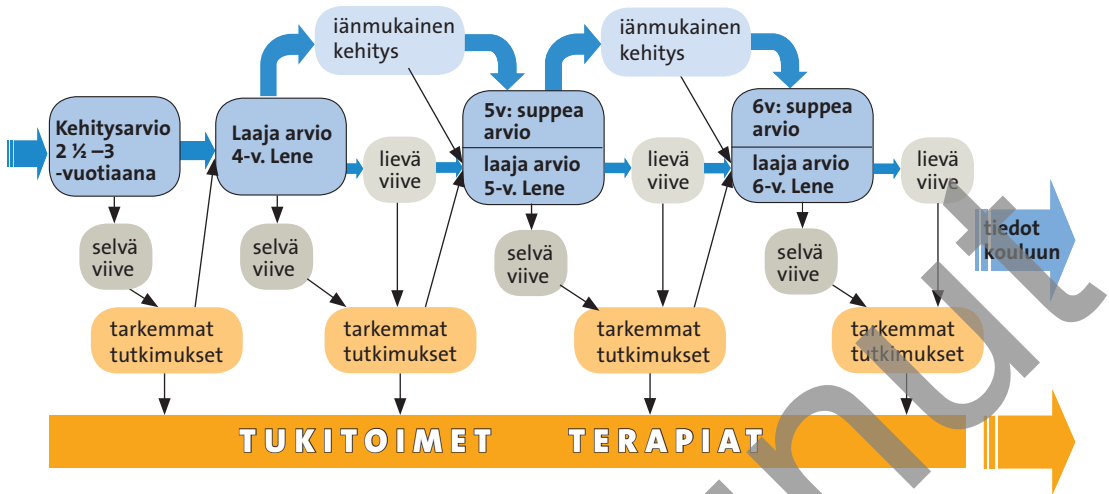 iänmukainen
kehitys
iänmukainen
kehitys
Kehitysarvio
2 ½ –3
-vuotiaana
Laaja arvio
4-v. Lene
lievä
viive
5v: suppea
arvio
laaja arvio
5-v. Lene
lievä
viive
6v: suppea
arvio
laaja arvio
6-v. Lene
lievä
viive
selvä
viive
selvä
viive
selvä
viive
selvä
viive
tiedot
kouluun
tarkemmat
tutkimukset
tarkemmat
tutkimukset
tarkemmat
tutkimukset
tarkemmat
tutkimukset
TUKITOIMET TERAPIAT
nut